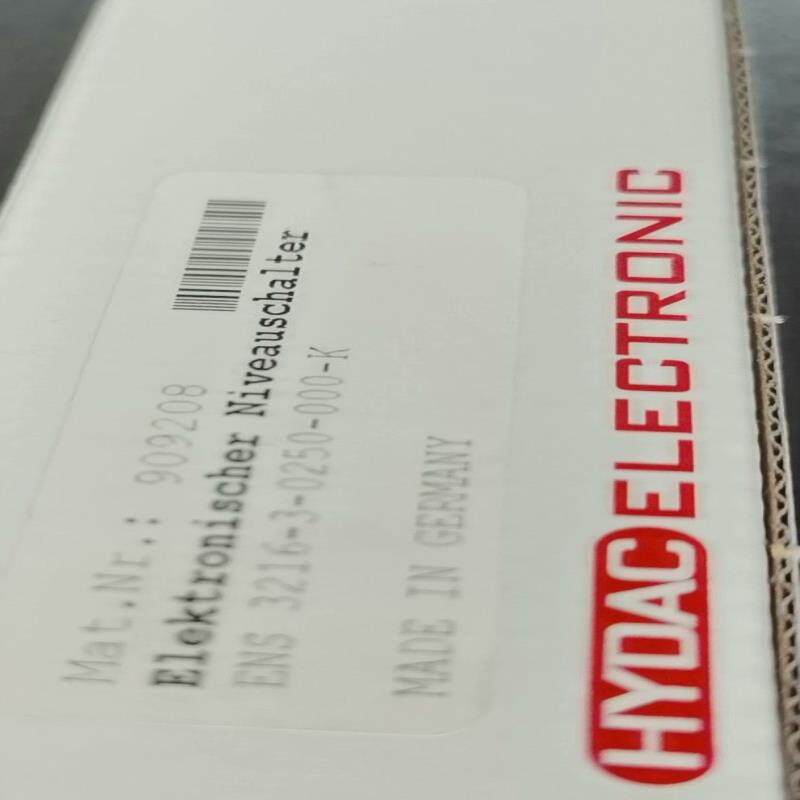 Mat.Nr.: 909208
Elektronischer Niveauschalter
ENS 3216-3-0250-000-K
MADE IN GERMANY
HYDAC ELECTRONIC